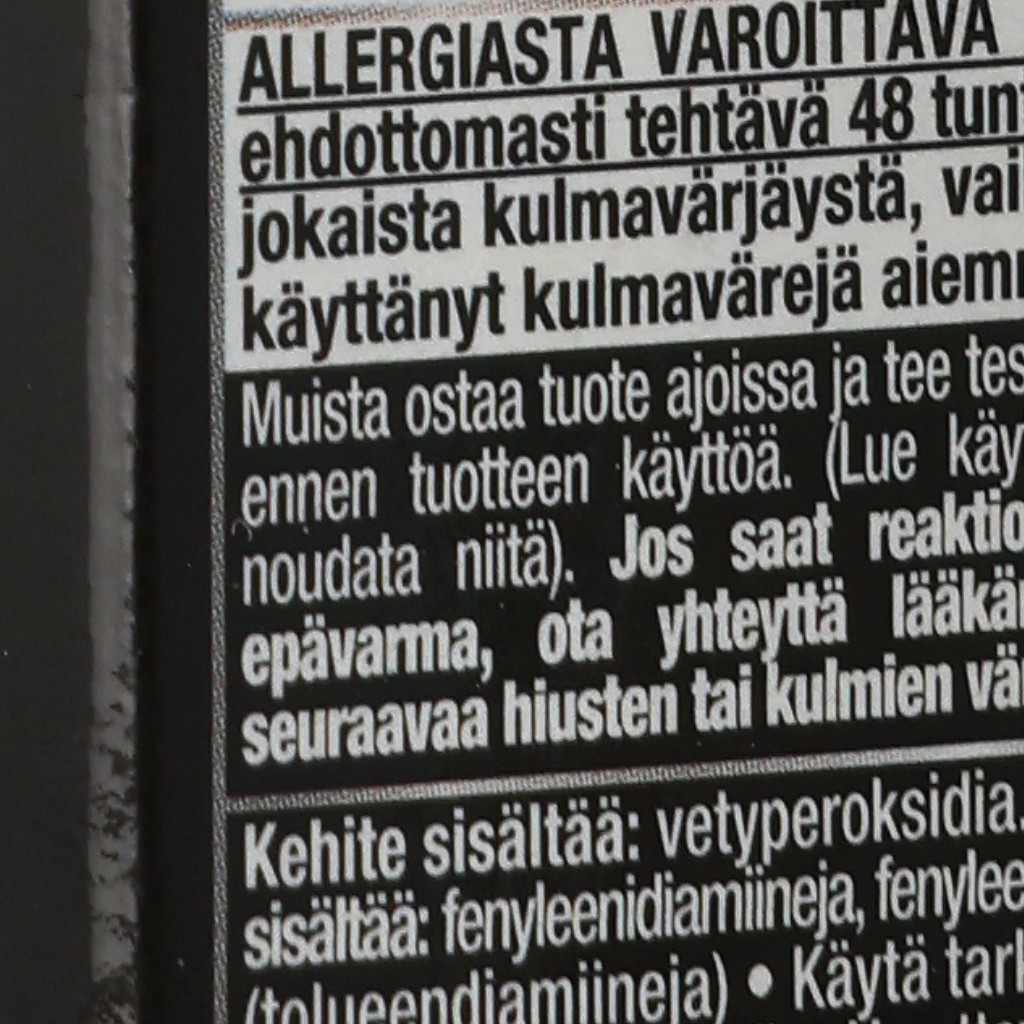 ALLERGIASTA VAROITTAVA
ehdottomasti tehtävä 48
jokaista kulmavärjäystä,
käyttänyt kulmavärejä
Muista ostaa tuote ajoissa ja tee
ennen tuotteen käyttöä. (Lue
noudata niitä). Jos saat
epävarma, ota yhteyttä
seuraavaa hiusten tai kulmien
Kehite sisältää: vetyperoksidia.
sisältää: fenyleenidiamiineja,
(tolueendiamiineja) • Käytä